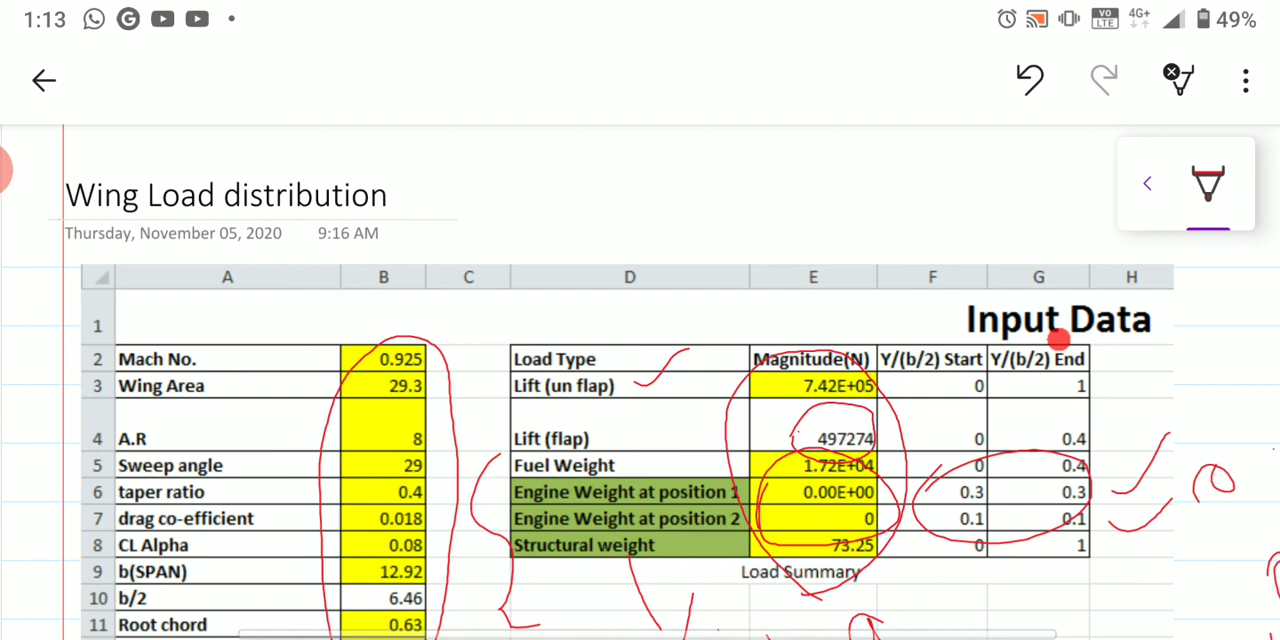 1:13 VO LTE 4G+ 49%
Wing Load distribution
Thursday, November 05, 2020 9:16 AM
A B C D E F G H
1 Input Data
2 Mach No. 0.925 Load Type Magnitude(N) Y/(b/2) Start Y/(b/2) End
3 Wing Area 29.3 Lift (un flap) 7.42E+05 0 1
4 A.R 8 Lift (flap) 497274 0 0.4
5 Sweep angle 29 Fuel Weight 1.72E+04 0 0.4
6 taper ratio 0.4 Engine Weight at position 1 0.00E+00 0.3 0.3
7 drag co-efficient 0.018 Engine Weight at position 2 0 0.1 0.1
8 CL Alpha 0.08 Structural weight 73.25 0 1
9 b(SPAN) 12.92 Load Summary
10 b/2 6.46
11 Root chord 0.63